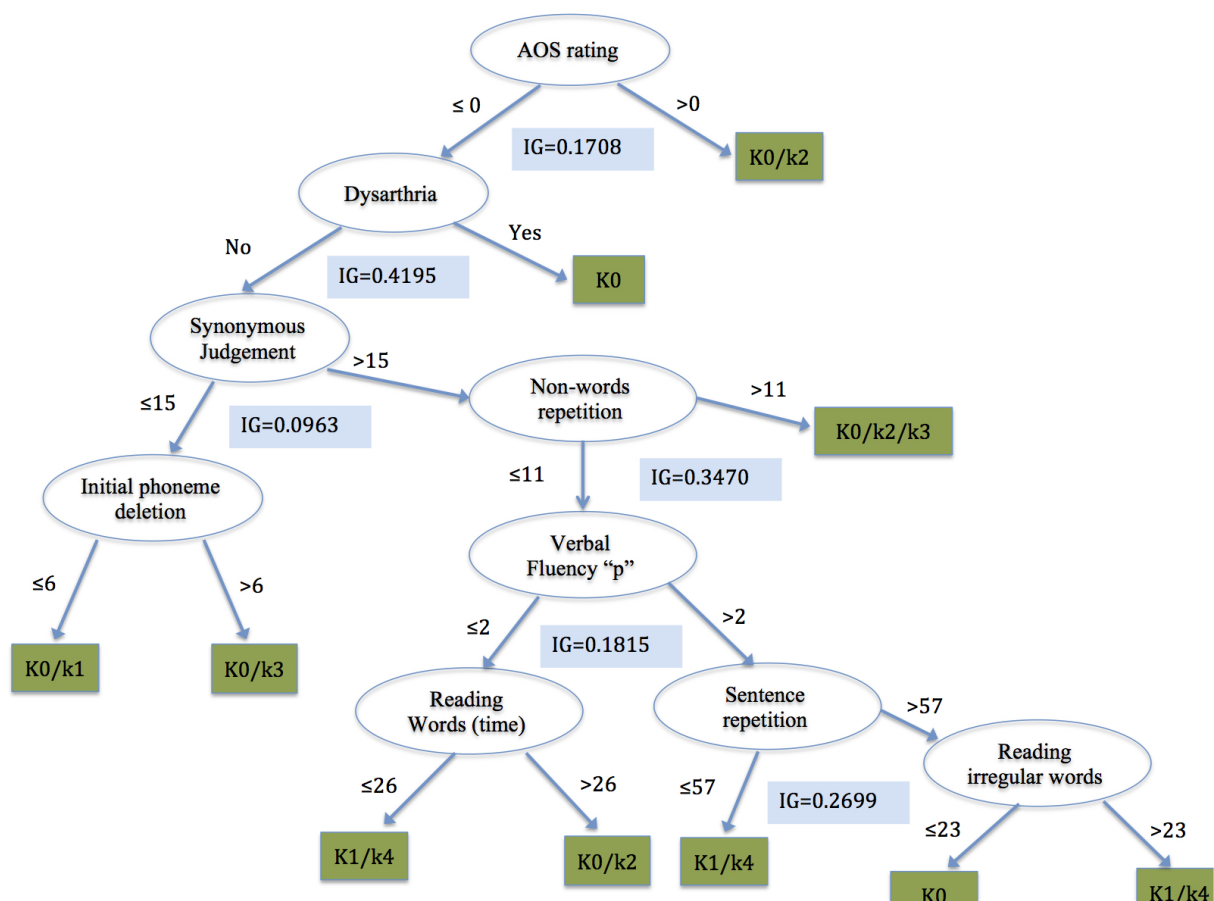 AOS rating
≤ 0
>0
IG=0.1708
K0/k2
Dysarthria
No
Yes
IG=0.4195
K0
Synonymous
Judgement
>15
≤15
IG=0.0963
Non-words
repetition
>11
K0/k2/k3
≤11
IG=0.3470
Initial phoneme
deletion
≤6
>6
K0/k1
K0/k3
Verbal
Fluency “p”
≤2
IG=0.1815
>2
Reading
Words (time)
Sentence
repetition
>57
Reading
irregular words
≤26
>26
≤57
IG=0.2699
≤23
>23
K1/k4
K0/k2
K1/k4
K0
K1/k4